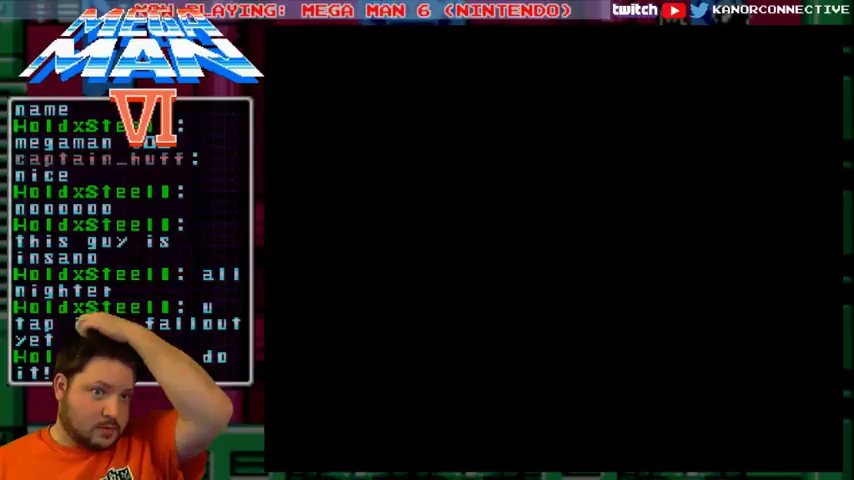 NOW PLAYING: MEGA MAN 6 (NINTENDO)
twitch
KANORCONNECTIVE
MEGA
MAN
VI
name
HoldxSteel:
megaman
captain_huff:
nice
HoldxSteel:
noooooo
HoldxSteel:
this guy is
insano
HoldxSteel: all
nighter
HoldxSteel: u
tap fallout
yet
Hol do
it!